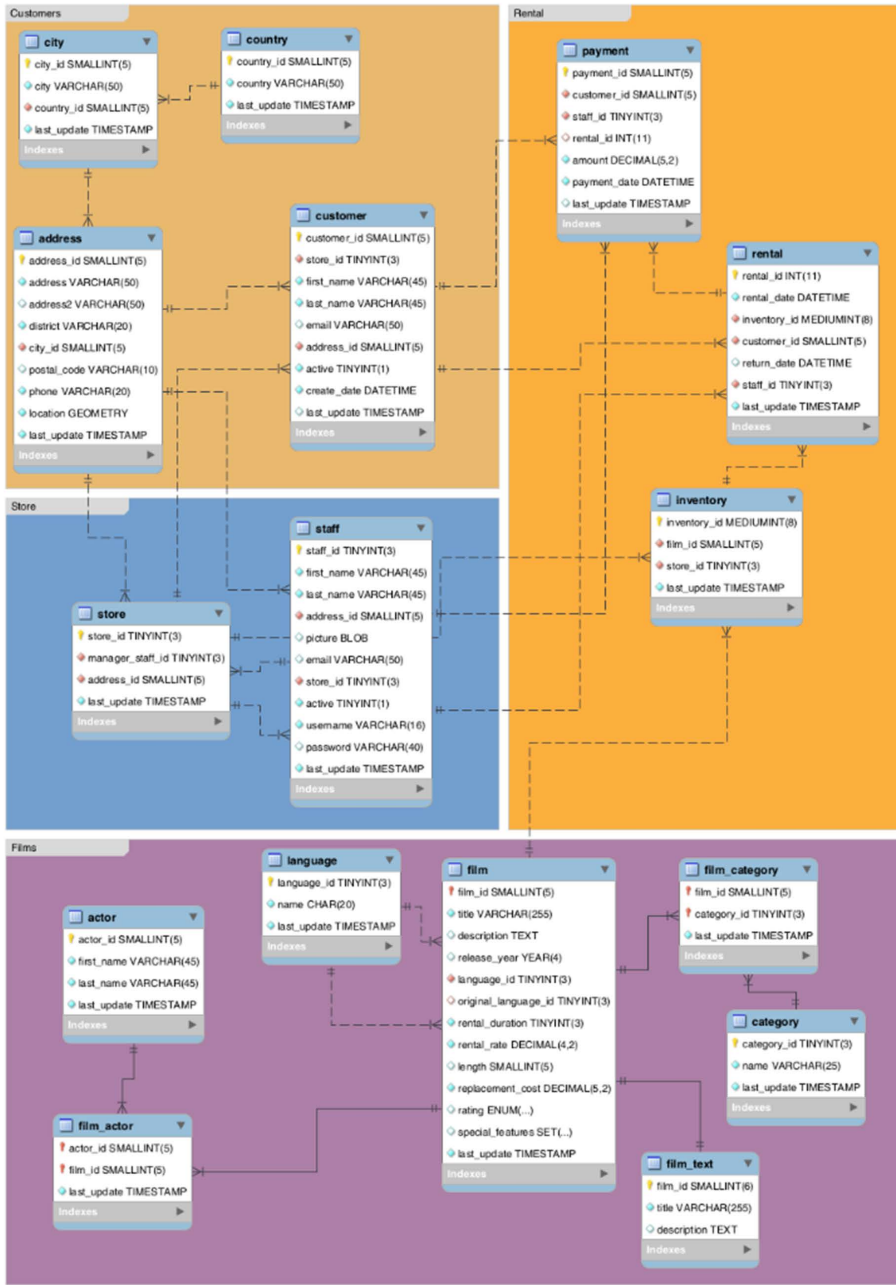 Customers
city
city_id SMALLINT(5)
city VARCHAR(50)
country_id SMALLINT(5)
last_update TIMESTAMP
Indexes
country
country_id SMALLINT(5)
country VARCHAR(50)
last_update TIMESTAMP
Indexes
address
address_id SMALLINT(5)
address VARCHAR(50)
address2 VARCHAR(50)
district VARCHAR(20)
city_id SMALLINT(5)
postal_code VARCHAR(10)
phone VARCHAR(20)
location GEOMETRY
last_update TIMESTAMP
Indexes
customer
customer_id SMALLINT(5)
store_id TINYINT(3)
first_name VARCHAR(45)
last_name VARCHAR(45)
email VARCHAR(50)
address_id SMALLINT(5)
active TINYINT(1)
create_date DATETIME
last_update TIMESTAMP
Indexes
Rental
payment
payment_id SMALLINT(5)
customer_id SMALLINT(5)
staff_id TINYINT(3)
rental_id INT(11)
amount DECIMAL(5,2)
payment_date DATETIME
last_update TIMESTAMP
Indexes
rental
rental_id INT(11)
rental_date DATETIME
inventory_id MEDIUMINT(8)
customer_id SMALLINT(5)
return_date DATETIME
staff_id TINYINT(3)
last_update TIMESTAMP
Indexes
inventory
inventory_id MEDIUMINT(8)
film_id SMALLINT(5)
store_id TINYINT(3)
last_update TIMESTAMP
Indexes
Store
store
store_id TINYINT(3)
manager_staff_id TINYINT(3)
address_id SMALLINT(5)
last_update TIMESTAMP
Indexes
staff
staff_id TINYINT(3)
first_name VARCHAR(45)
last_name VARCHAR(45)
address_id SMALLINT(5)
picture BLOB
email VARCHAR(50)
store_id TINYINT(3)
active TINYINT(1)
username VARCHAR(16)
password VARCHAR(40)
last_update TIMESTAMP
Indexes
Films
actor
actor_id SMALLINT(5)
first_name VARCHAR(45)
last_name VARCHAR(45)
last_update TIMESTAMP
Indexes
language
language_id TINYINT(3)
name CHAR(20)
last_update TIMESTAMP
Indexes
film
film_id SMALLINT(5)
title VARCHAR(255)
description TEXT
release_year YEAR(4)
language_id TINYINT(3)
original_language_id TINYINT(3)
rental_duration TINYINT(3)
rental_rate DECIMAL(4,2)
length SMALLINT(5)
replacement_cost DECIMAL(5,2)
rating ENUM(...)
special_features SET(...)
last_update TIMESTAMP
Indexes
film_category
film_id SMALLINT(5)
category_id TINYINT(3)
last_update TIMESTAMP
Indexes
category
category_id TINYINT(3)
name VARCHAR(25)
last_update TIMESTAMP
Indexes
film_actor
actor_id SMALLINT(5)
film_id SMALLINT(5)
last_update TIMESTAMP
Indexes
film_text
film_id SMALLINT(6)
title VARCHAR(255)
description TEXT
Indexes